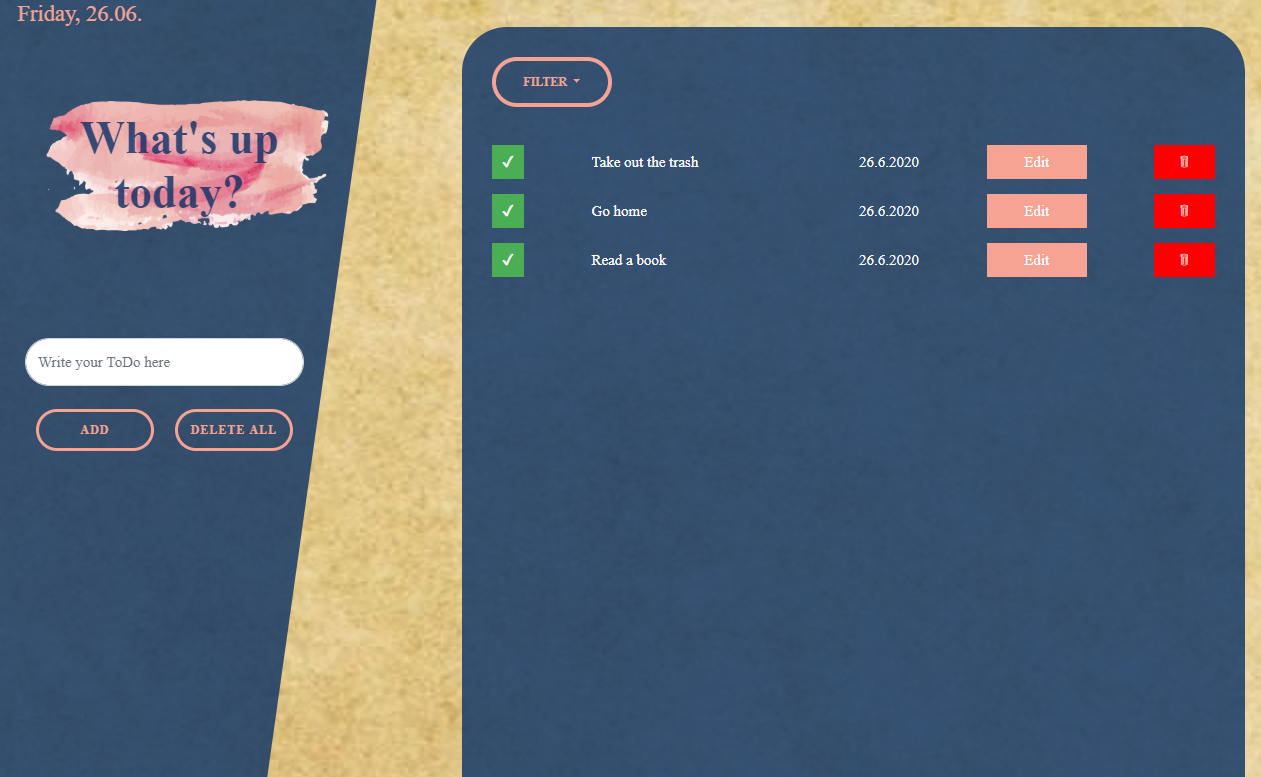 Friday, 26.06.
What's up
today?
Write your ToDo here
ADD DELETE ALL
FILTER
Take out the trash 26.6.2020 Edit
Go home 26.6.2020 Edit
Read a book 26.6.2020 Edit